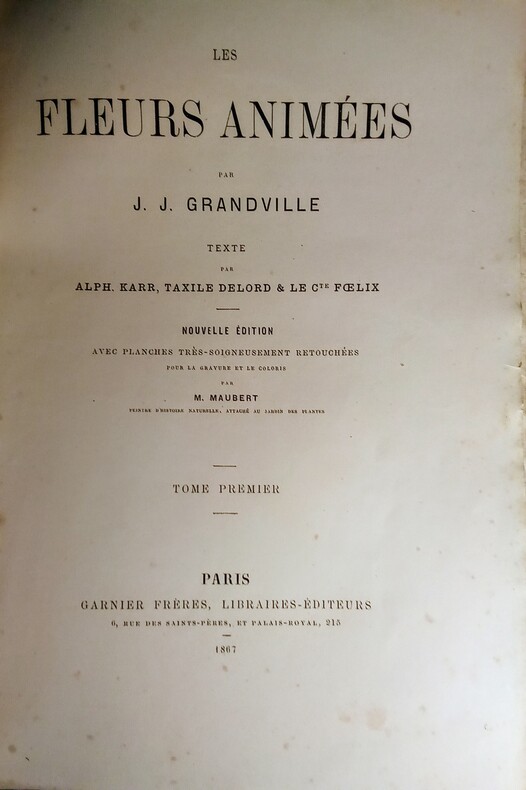 LES
FLEURS ANIMÉES
PAR
J. J. GRANDVILLE
TEXTE
PAR
ALPH. KARR, TAXILE DELORD & LE CTE FŒLIX
NOUVELLE ÉDITION
AVEC PLANCHES TRÈS-SOIGNEUSEMENT RETOUCHÉES
POUR LA GRAVURE ET LE COLORIS
PAR
M. MAUBERT
PEINTRE D'HISTOIRE NATURELLE, ATTACHÉ AU JARDIN DES PLANTES
TOME PREMIER
PARIS
GARNIER FRÈRES, LIBRAIRES-ÉDITEURS
6, RUE DES SAINTS-PÈRES, ET PALAIS-ROYAL, 215
1867